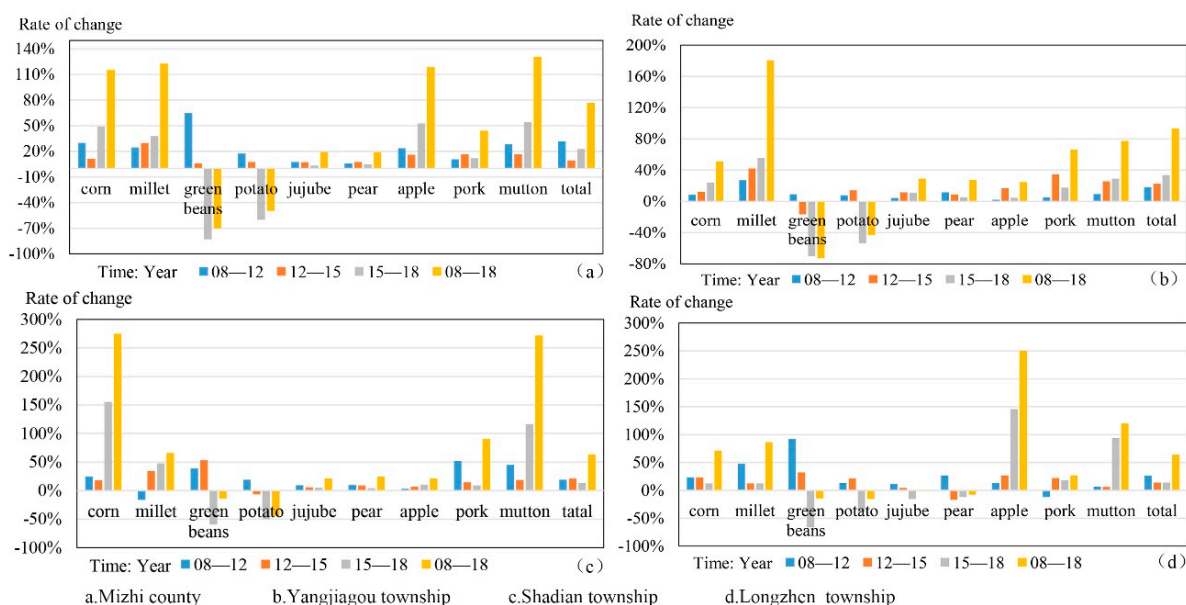 Rate of change
140%
110%
80%
50%
20%
-10%
-40%
-70%
-100%
corn millet green beans potato jujube pear apple pork mutton total
Time: Year 08—12 12—15 15—18 08—18 (a)
Rate of change
200%
160%
120%
80%
40%
0%
-40%
-80%
corn millet green beans potato jujube pear apple pork mutton total
Time: Year 08—12 12—15 15—18 08—18 (b)
Rate of change
300%
250%
200%
150%
100%
50%
0%
-50%
-100%
corn millet green beans potato jujube pear apple pork mutton tatal
Time: Year 08—12 12—15 15—18 08—18 (c)
Rate of change
300%
250%
200%
150%
100%
50%
0%
-50%
-100%
corn millet green beans potato jujube pear apple pork mutton total
Time: Year 08—12 12—15 15—18 08—18 (d)
a.Mizhi county b.Yangjiagou township c.Shadian township d.Longzhen township